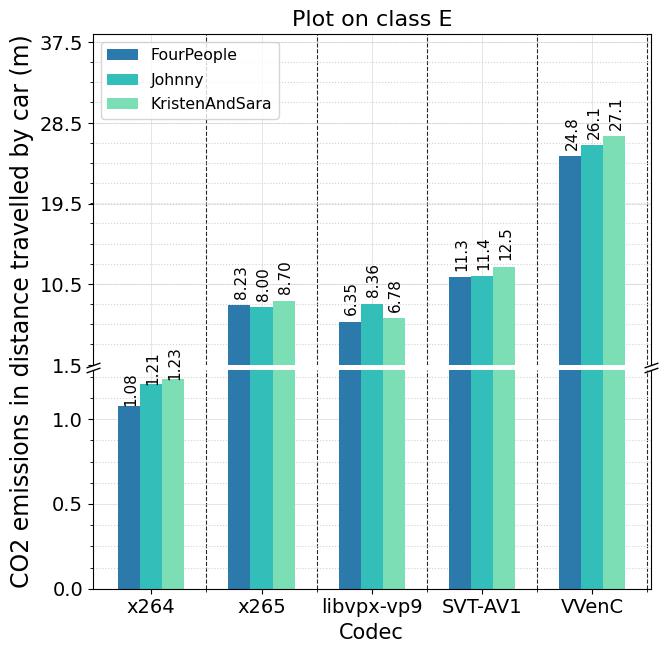 Plot on class E
CO2 emissions in distance travelled by car (m)
37.5
28.5
19.5
10.5
1.5
1.5
1.0
0.5
0.0
FourPeople
Johnny
KristenAndSara
1.08
1.21
1.23
8.23
8.00
8.70
6.35
8.36
6.78
11.3
11.4
12.5
24.8
26.1
27.1
x264
x265
libvpx-vp9
SVT-AV1
VVenC
Codec